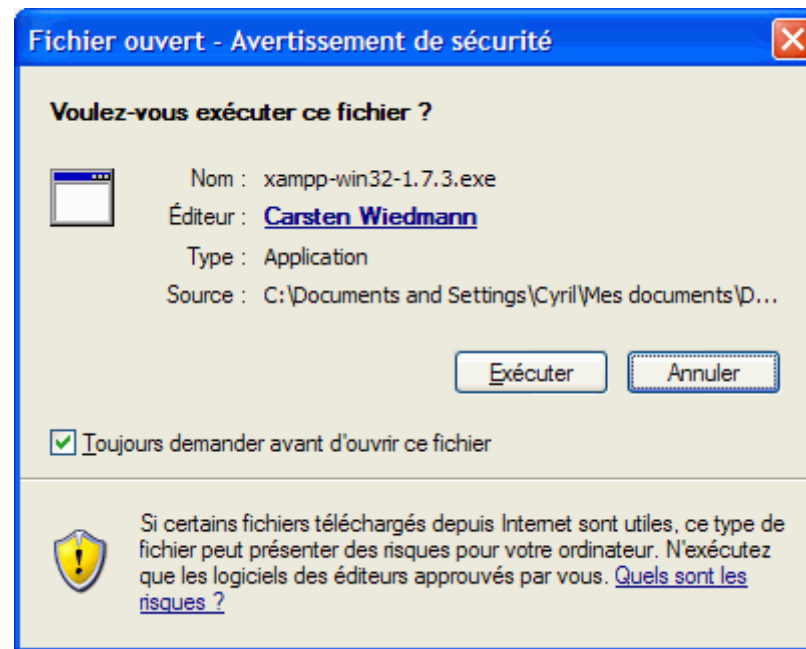 Fichier ouvert - Avertissement de sécurité
Voulez-vous exécuter ce fichier ?
Nom : xampp-win32-1.7.3.exe
Éditeur : Carsten Wiedmann
Type : Application
Source : C:\Documents and Settings\Cyril\Mes documents\D...
Exécuter Annuler
Toujours demander avant d'ouvrir ce fichier
Si certains fichiers téléchargés depuis Internet sont utiles, ce type de
fichier peut présenter des risques pour votre ordinateur. N'exécutez
que les logiciels des éditeurs approuvés par vous. Quels sont les
risques ?